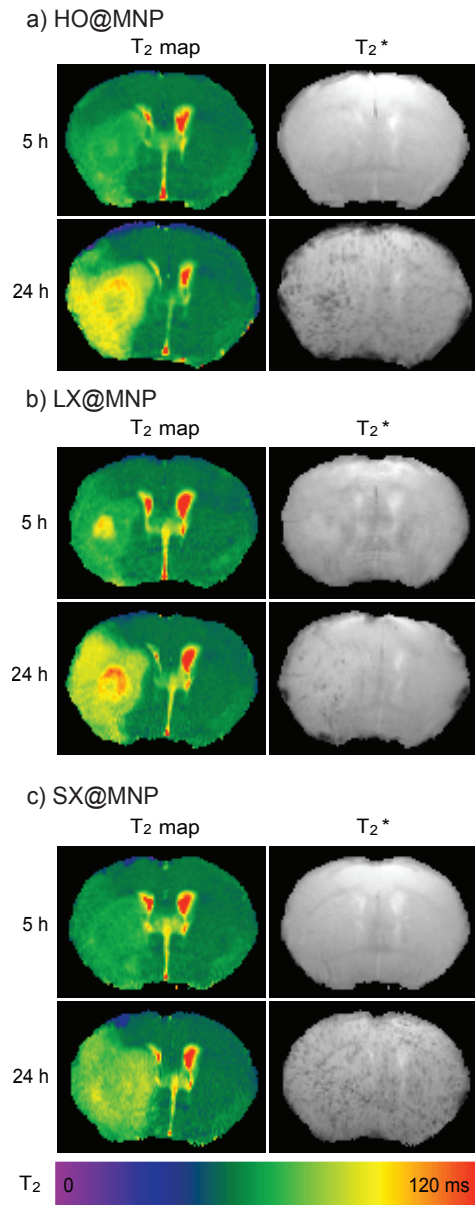 a) HO@MNP
T₂ map T₂*
5 h
24 h
b) LX@MNP
T₂ map T₂*
5 h
24 h
c) SX@MNP
T₂ map T₂*
5 h
24 h
T₂ 0 120 ms